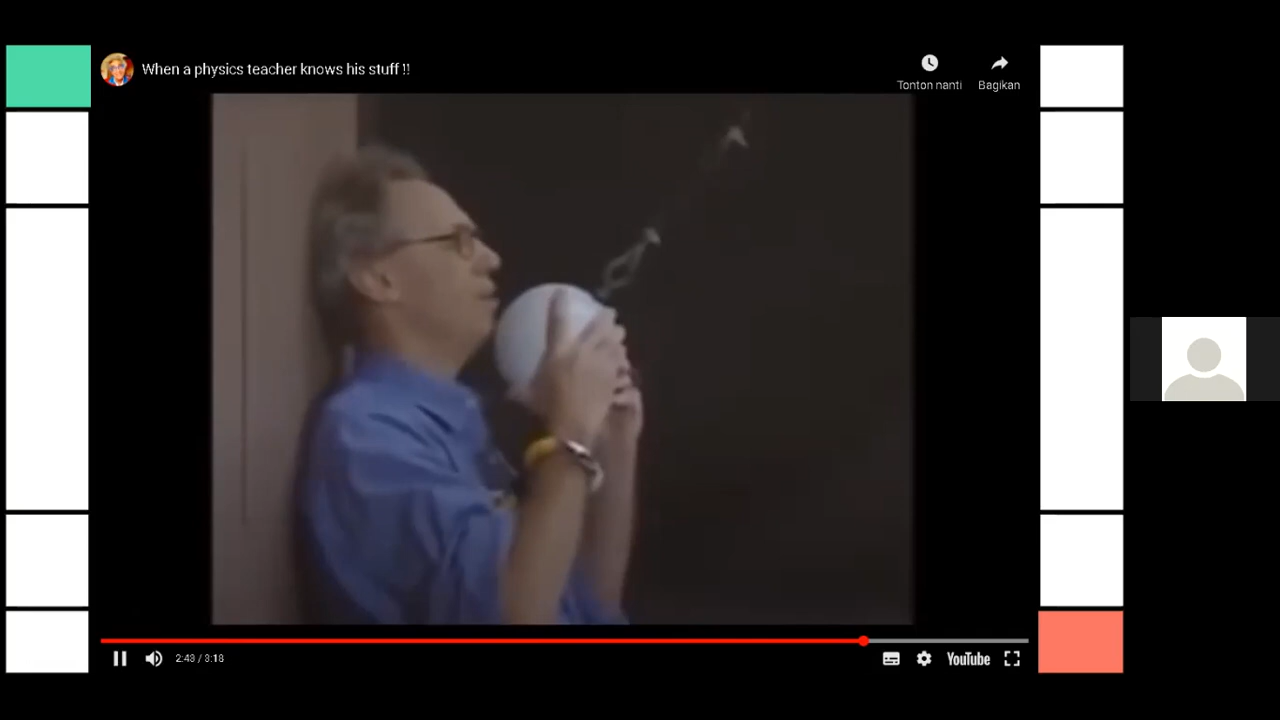 When a physics teacher knows his stuff !!
Tonton nanti
Bagikan
2:43 / 3:18
YouTube